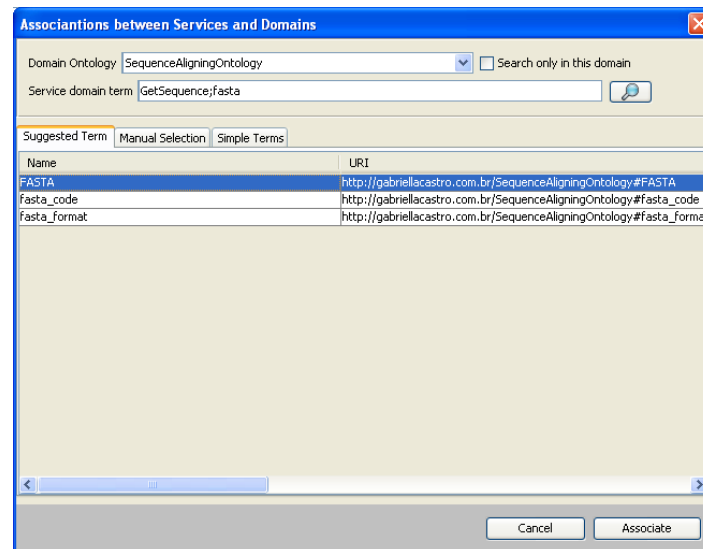 Associantions between Services and Domains
Domain Ontology SequenceAligningOntology Search only in this domain
Service domain term GetSequence;fasta
Suggested Term Manual Selection Simple Terms
Name URI
FASTA http://gabriellacastro.com.br/SequenceAligningOntology#FASTA
fasta_code http://gabriellacastro.com.br/SequenceAligningOntology#fasta_code
fasta_format http://gabriellacastro.com.br/SequenceAligningOntology#fasta_forma
Cancel Associate